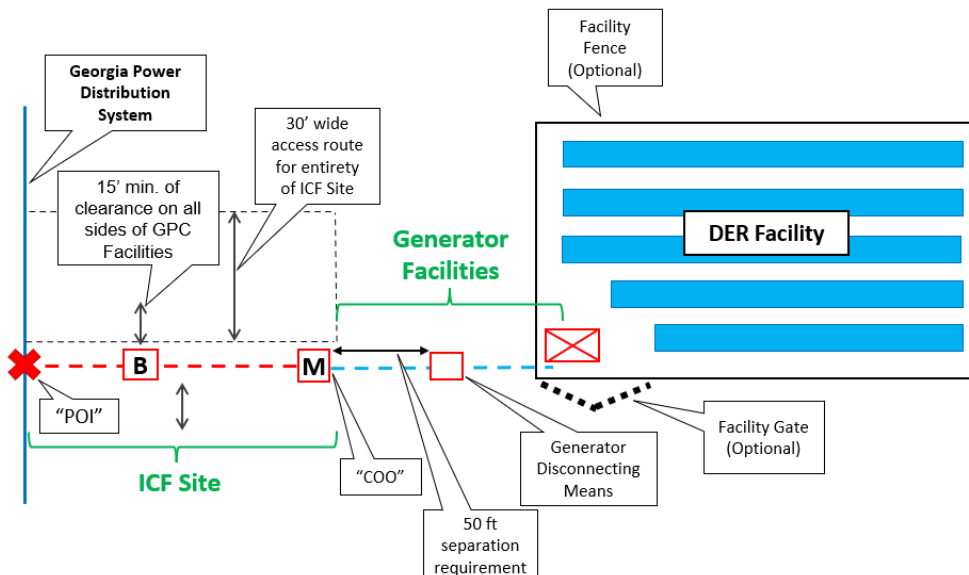 Georgia Power
Distribution
System
Facility
Fence
(Optional)
30’ wide
access route
for entirety
of ICF Site
15’ min. of
clearance on all
sides of GPC
Facilities
Generator
Facilities
DER Facility
B
M
“POI”
ICF Site
“COO”
Generator
Disconnecting
Means
Facility Gate
(Optional)
50 ft
separation
requirement